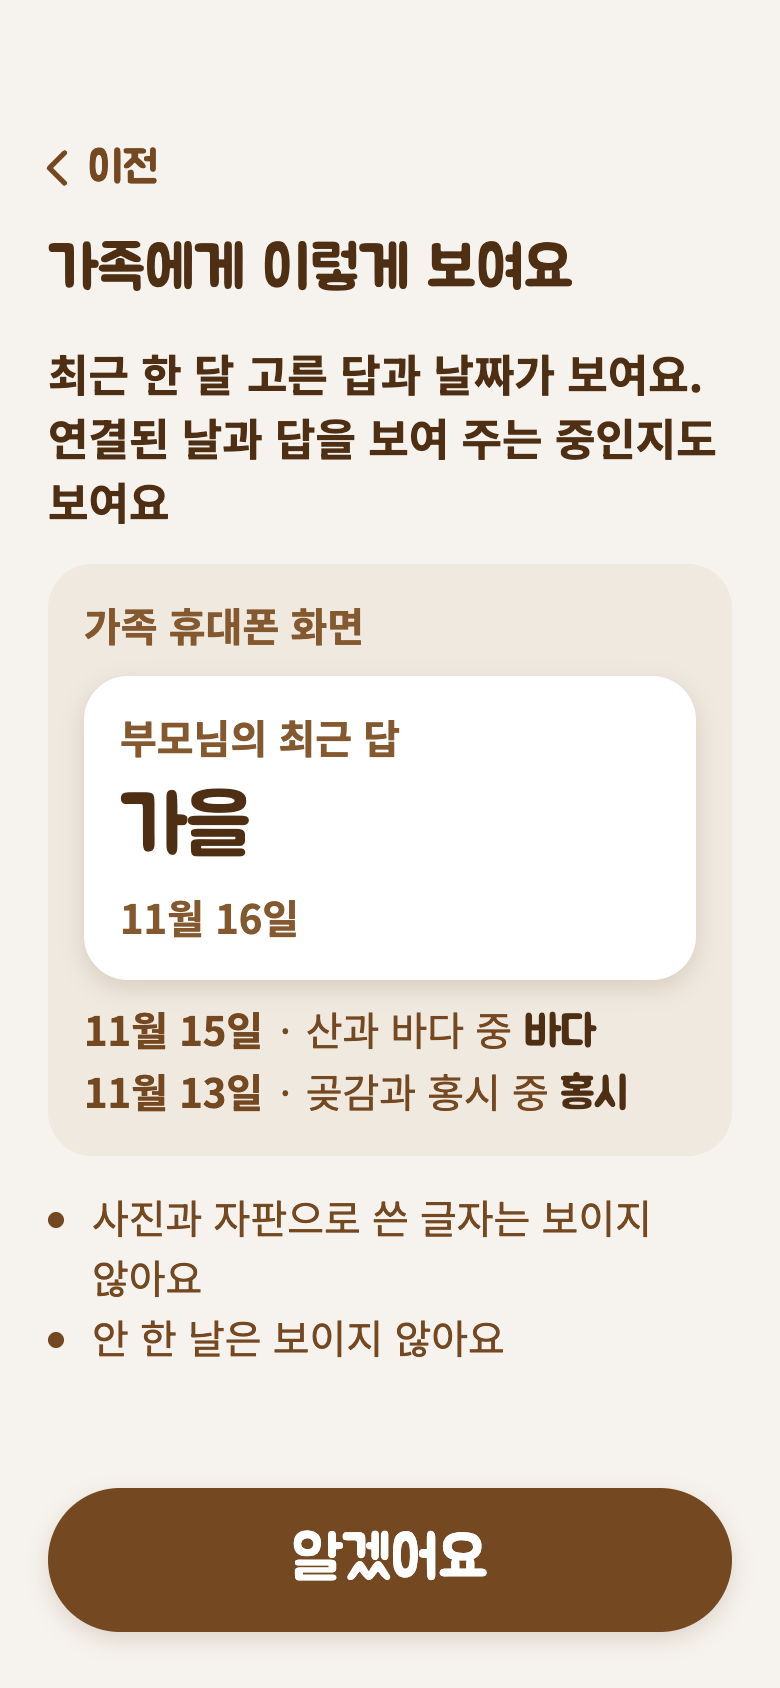 이전
가족에게 이렇게 보여요
최근 한 달 고른 답과 날짜가 보여요.
연결된 날과 답을 보여 주는 중인지도
보여요
가족 휴대폰 화면
부모님의 최근 답
가을
11월 16일
11월 15일 · 산과 바다 중 바다
11월 13일 · 곶감과 홍시 중 홍시
• 사진과 자판으로 쓴 글자는 보이지
않아요
• 안 한 날은 보이지 않아요
알겠어요